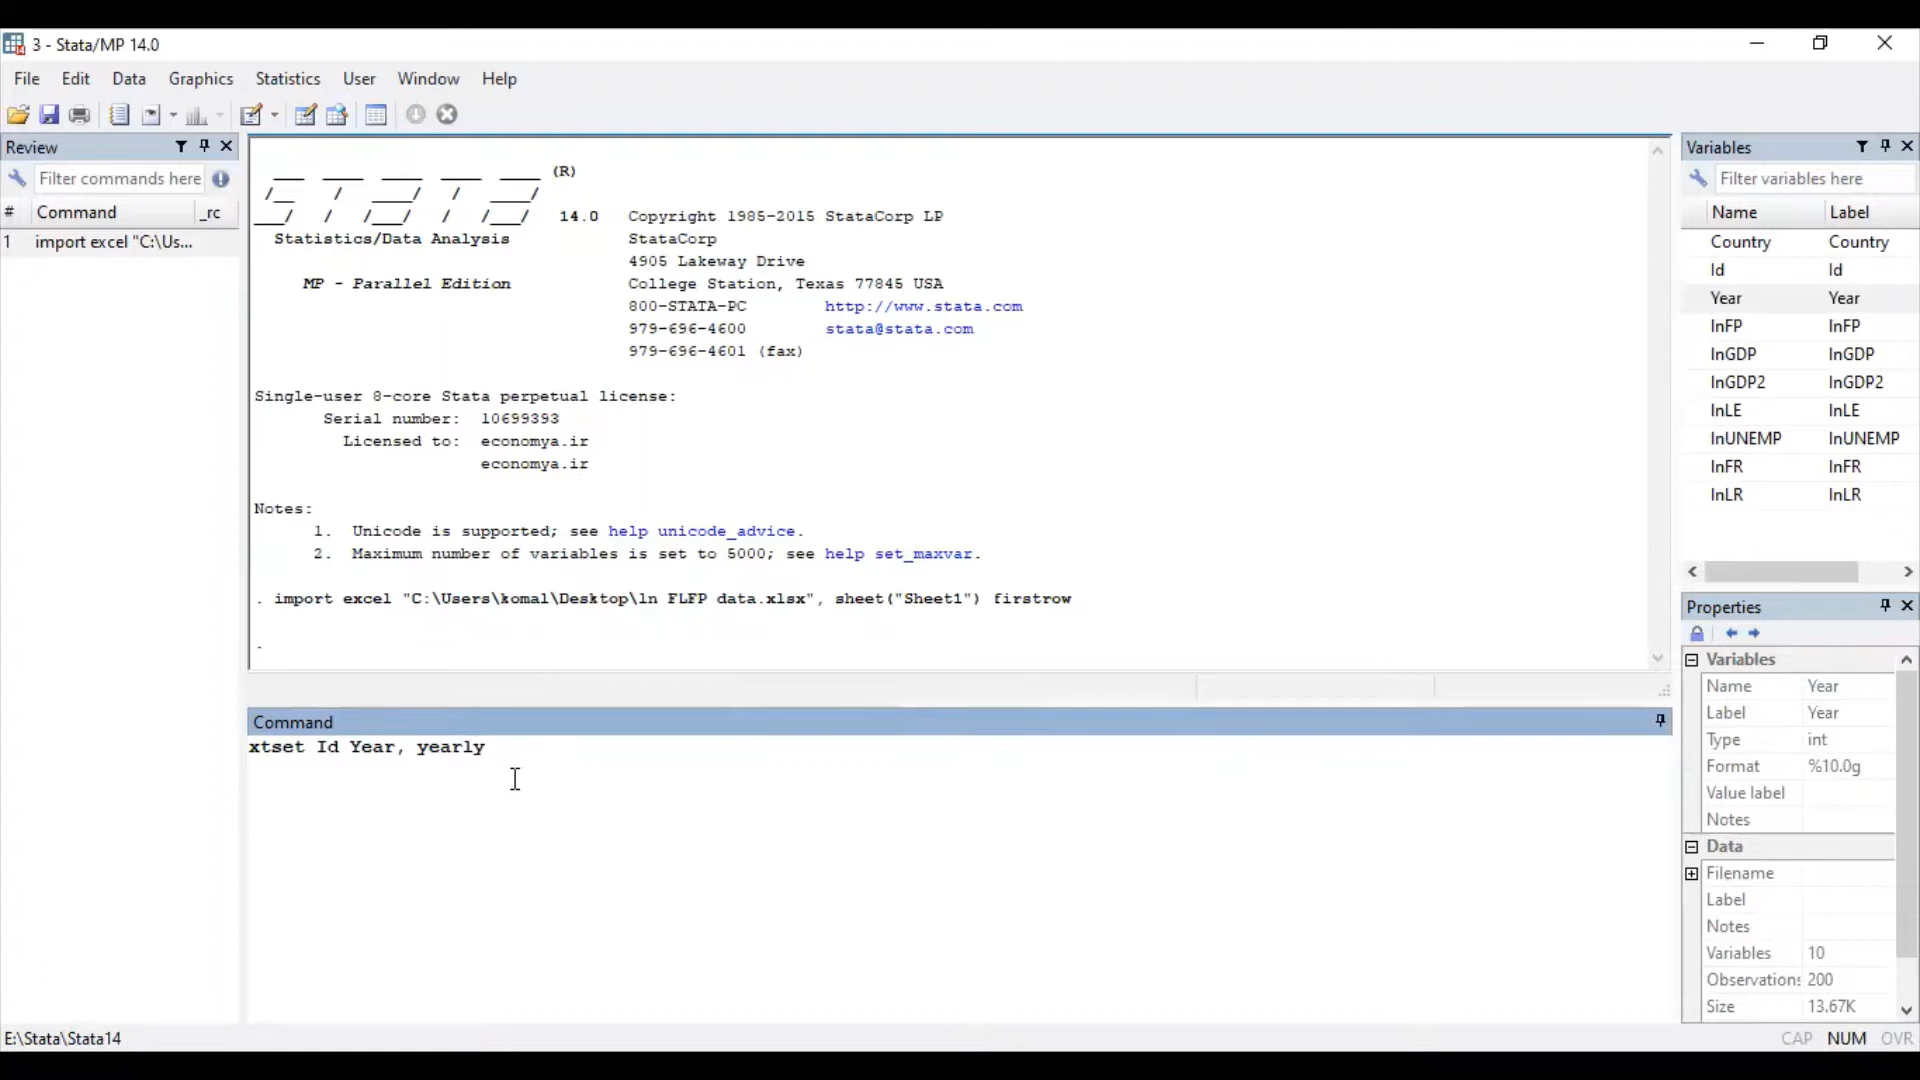 3 - Stata/MP 14.0
File Edit Data Graphics Statistics User Window Help
Review
Filter commands here
# Command _rc
1 import excel "C:\Us...
(R)
14.0 Copyright 1985-2015 StataCorp LP
Statistics/Data Analysis StataCorp
4905 Lakeway Drive
MP - Parallel Edition College Station, Texas 77845 USA
800-STATA-PC http://www.stata.com
979-696-4600 stata@stata.com
979-696-4601 (fax)
Single-user 8-core Stata perpetual license:
Serial number: 10699393
Licensed to: economya.ir
economya.ir
Notes:
1. Unicode is supported; see help unicode_advice.
2. Maximum number of variables is set to 5000; see help set_maxvar.
. import excel "C:\Users\komal\Desktop\ln FLFP data.xlsx", sheet("Sheet1") firstrow
.
Command
xtset Id Year, yearly
Variables
Filter variables here
Name Label
Country Country
Id Id
Year Year
lnFP lnFP
lnGDP lnGDP
lnGDP2 lnGDP2
lnLE lnLE
lnUNEMP lnUNEMP
lnFR lnFR
lnLR lnLR
Properties
Variables
Name Year
Label Year
Type int
Format %10.0g
Value label
Notes
Data
Filename
Label
Notes
Variables 10
Observations 200
Size 13.67K
E:\Stata\Stata14
CAP NUM OVR